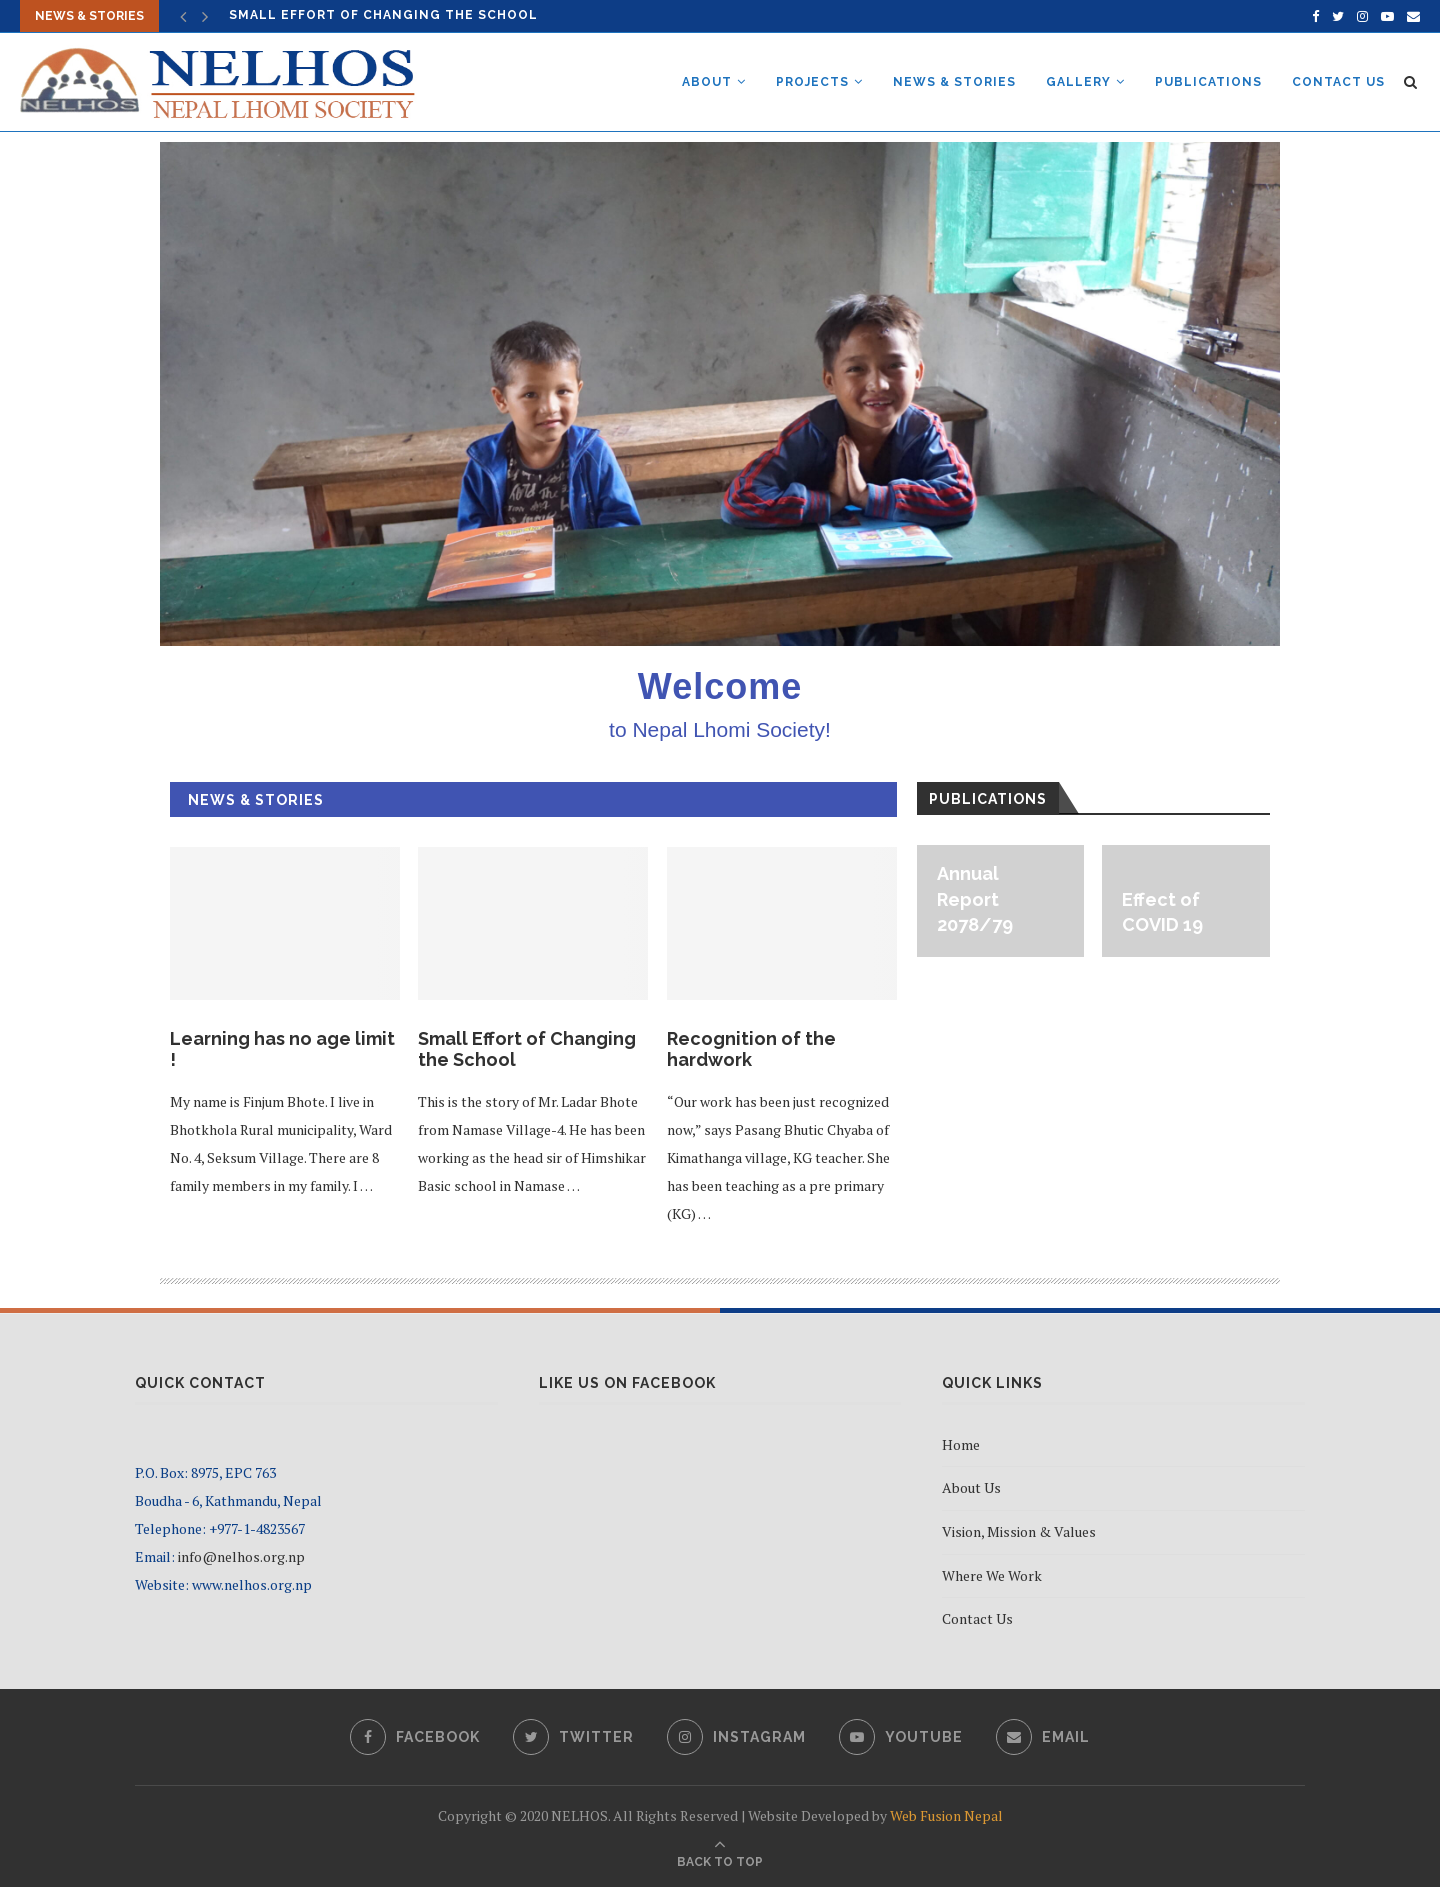 NEWS & STORIES
SMALL EFFORT OF CHANGING THE SCHOOL
NELHOS
NELHOS
NEPAL LHOMI SOCIETY
ABOUT
PROJECTS
NEWS & STORIES
GALLERY
PUBLICATIONS
CONTACT US
Welcome
to Nepal Lhomi Society!
NEWS & STORIES
Learning has no age limit
!
My name is Finjum Bhote. I live in
Bhotkhola Rural municipality, Ward
No. 4, Seksum Village. There are 8
family members in my family. I …
Small Effort of Changing
the School
This is the story of Mr. Ladar Bhote
from Namase Village-4. He has been
working as the head sir of Himshikar
Basic school in Namase …
Recognition of the
hardwork
“Our work has been just recognized
now,” says Pasang Bhutic Chyaba of
Kimathanga village, KG teacher. She
has been teaching as a pre primary
(KG) …
PUBLICATIONS
Annual
Report
2078/79
Effect of
COVID 19
QUICK CONTACT
P.O. Box: 8975, EPC 763
Boudha - 6, Kathmandu, Nepal
Telephone: +977-1-4823567
Email: info@nelhos.org.np
Website: www.nelhos.org.np
LIKE US ON FACEBOOK
QUICK LINKS
Home
About Us
Vision, Mission & Values
Where We Work
Contact Us
FACEBOOK
TWITTER
INSTAGRAM
YOUTUBE
EMAIL
Copyright © 2020 NELHOS. All Rights Reserved | Website Developed by Web Fusion Nepal
BACK TO TOP